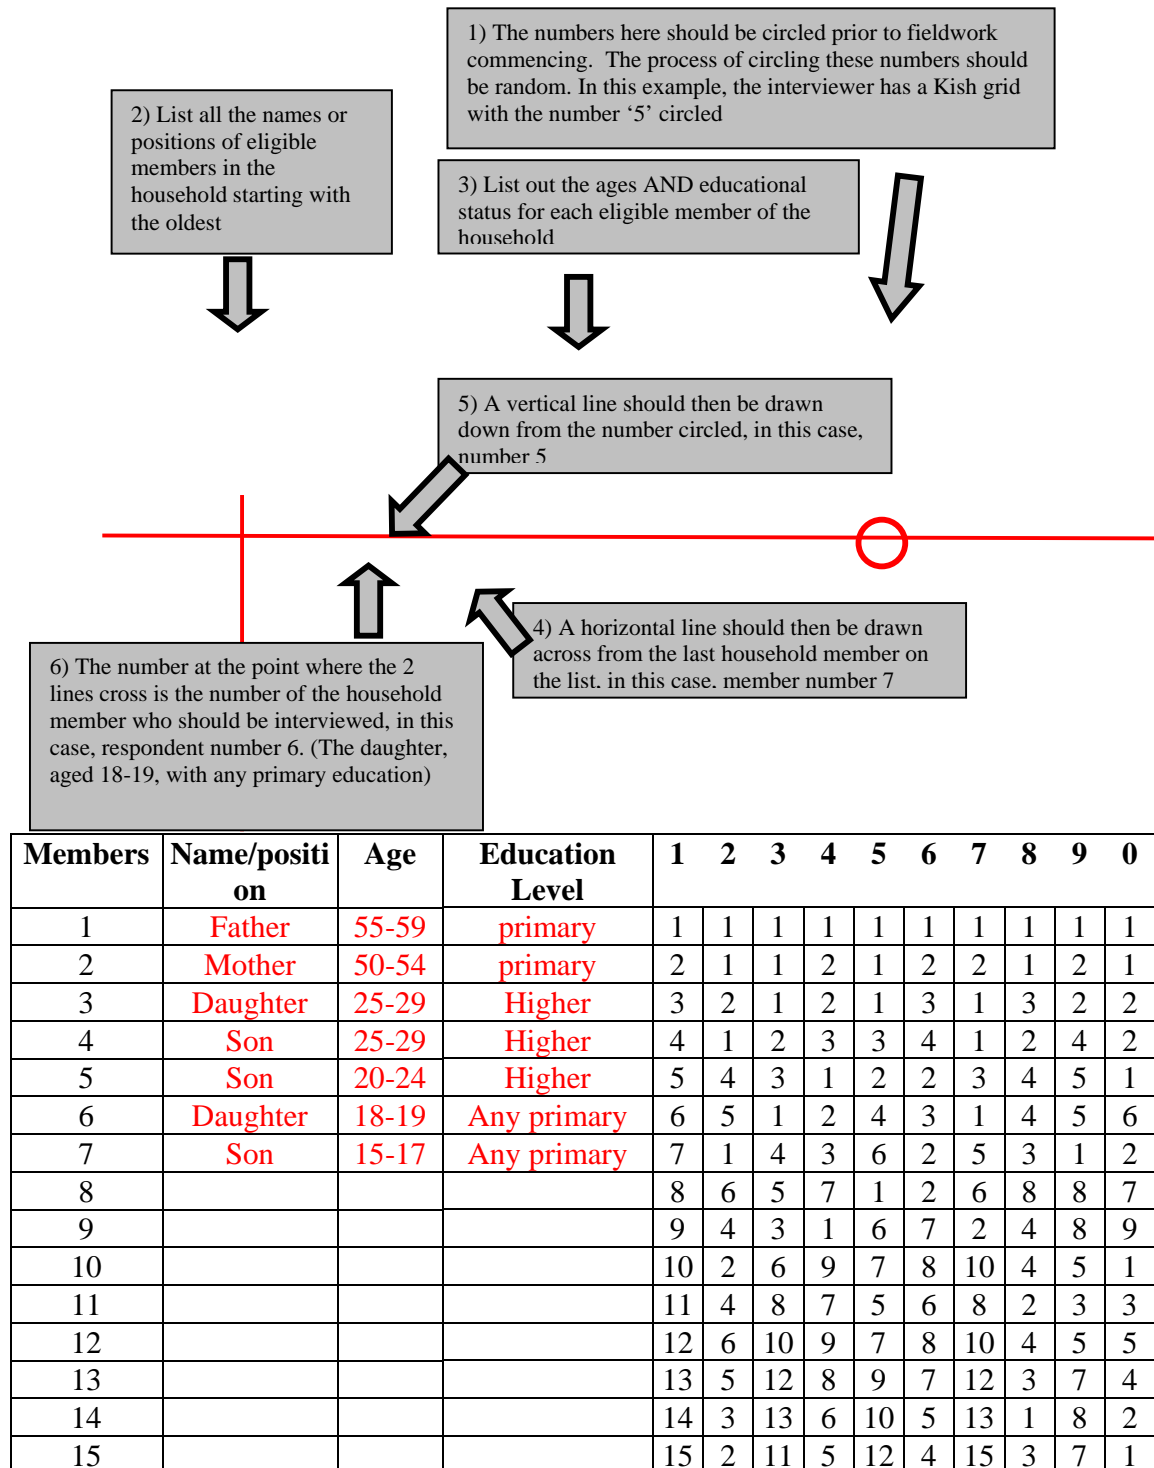 1) The numbers here should be circled prior to fieldwork
commencing. The process of circling these numbers should
be random. In this example, the interviewer has a Kish grid
with the number ‘5’ circled
2) List all the names or
positions of eligible
members in the
household starting with
the oldest
3) List out the ages AND educational
status for each eligible member of the
household
5) A vertical line should then be drawn
down from the number circled, in this case,
number 5
4) A horizontal line should then be drawn
across from the last household member on
the list, in this case, member number 7
6) The number at the point where the 2
lines cross is the number of the household
member who should be interviewed, in this
case, respondent number 6. (The daughter,
aged 18-19, with any primary education)
Members Name/positi Age Education 1 2 3 4 5 6 7 8 9 0
on Level
1 Father 55-59 primary 1 1 1 1 1 1 1 1 1 1
2 Mother 50-54 primary 2 1 1 2 1 2 2 1 2 1
3 Daughter 25-29 Higher 3 2 1 2 1 3 1 3 2 2
4 Son 25-29 Higher 4 1 2 3 3 4 1 2 4 2
5 Son 20-24 Higher 5 4 3 1 2 2 3 4 5 1
6 Daughter 18-19 Any primary 6 5 1 2 4 3 1 4 5 6
7 Son 15-17 Any primary 7 1 4 3 6 2 5 3 1 2
8 8 6 5 7 1 2 6 8 8 7
9 9 4 3 1 6 7 2 4 8 9
10 10 2 6 9 7 8 10 4 5 1
11 11 4 8 7 5 6 8 2 3 3
12 12 6 10 9 7 8 10 4 5 5
13 13 5 12 8 9 7 12 3 7 4
14 14 3 13 6 10 5 13 1 8 2
15 15 2 11 5 12 4 15 3 7 1